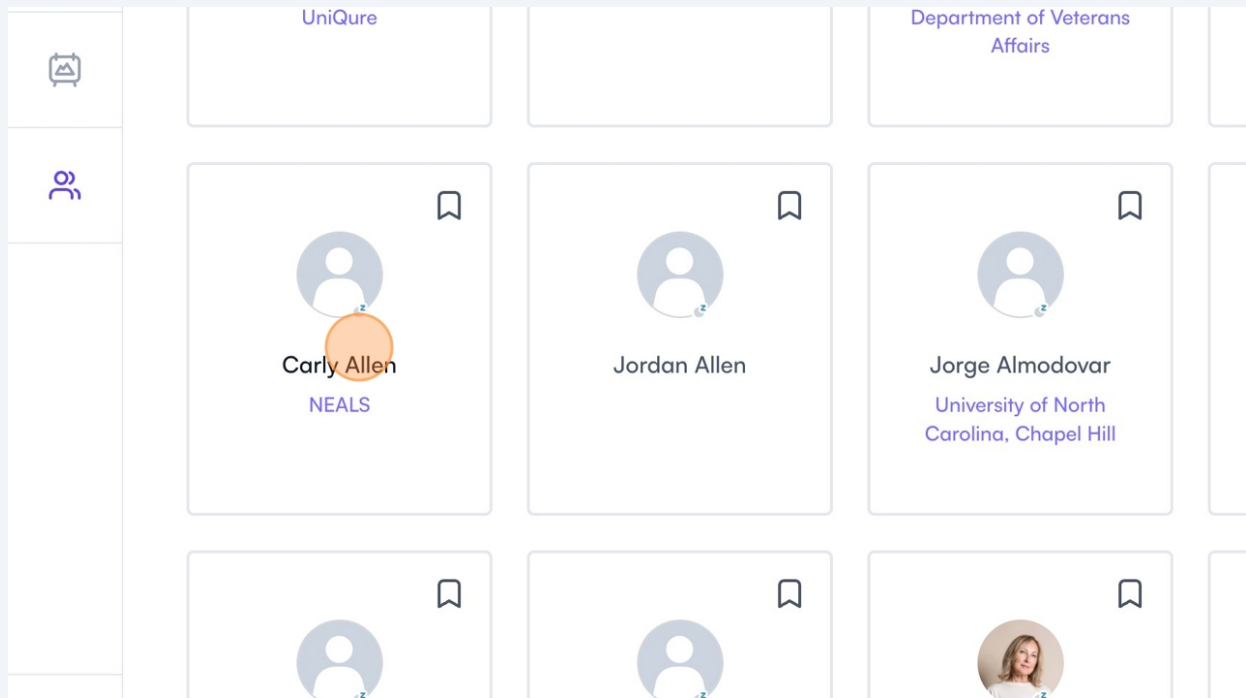 UniQure
Department of Veterans
Affairs
Carly Allen
NEALS
Jordan Allen
Jorge Almodovar
University of North
Carolina, Chapel Hill
z
z
z
z
z
z